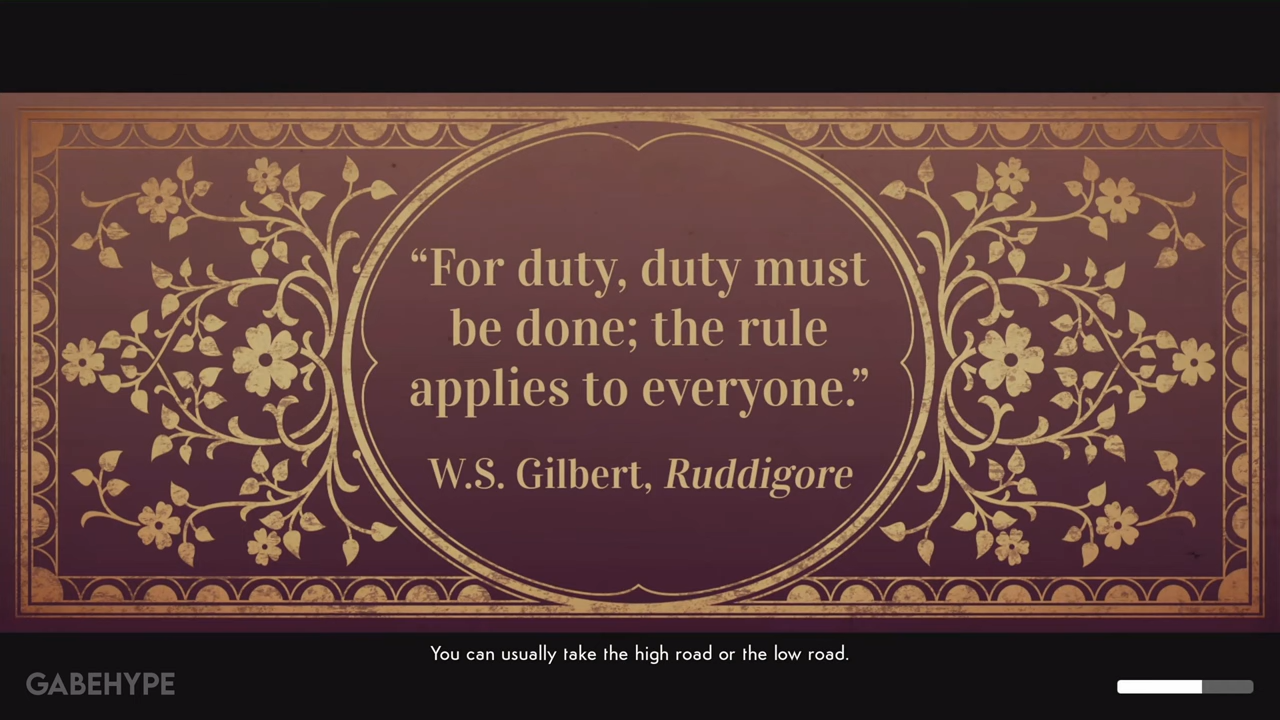 “For duty, duty must
be done; the rule
applies to everyone.”
W.S. Gilbert, Ruddigore
You can usually take the high road or the low road.
GABEHYPE